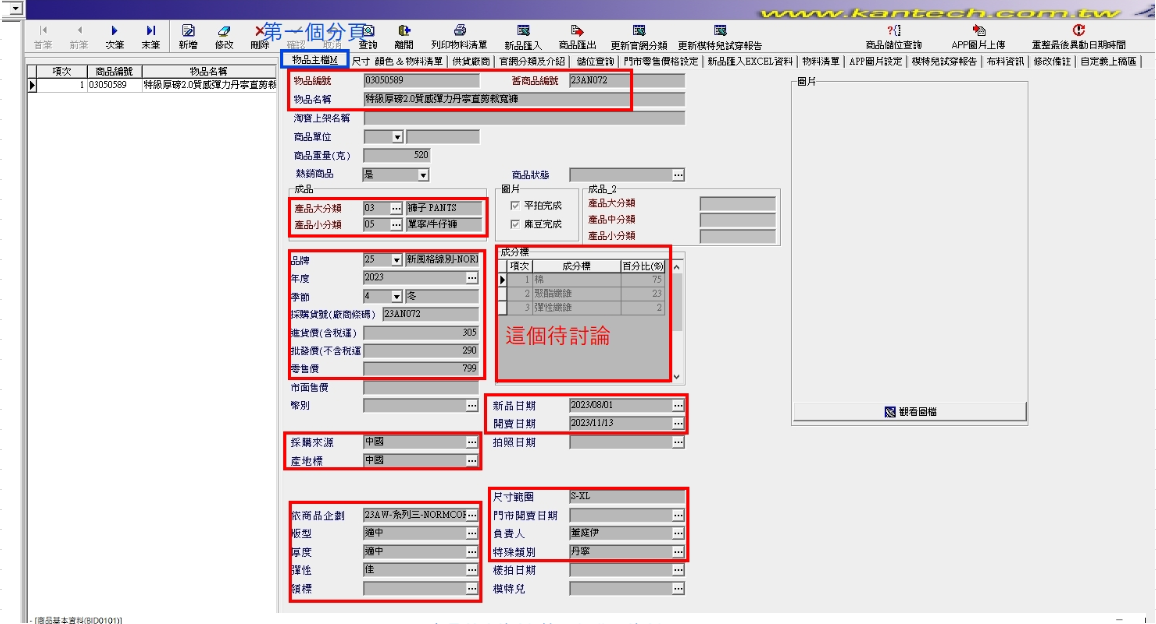 www.kantech.com.tw
首筆 前筆 次筆 末筆 新增 修改 刪除 確認 取消 查詢 離開 列印物料清單 新品匯入 商品匯出 更新官網分類 更新模特兒試穿報告 商品儲位查詢 APP圖片上傳 重整最後異動日期時間
第一個分頁
物品主檔M 尺寸 顏色&物料清單 供貨廠商 官網分類及介紹 儲位查詢 門市零售價格設定 新品匯入EXCEL資料 物料清單 APP圖片設定 模特兒試穿報告 布料資訊 修改備註 自定義上稿區
項次 商品編號 物品名稱
1 03050589 特級厚磅2.0質感彈力丹寧直剪
物品編號 03050589 舊商品編號 23AN072
物品名稱 特級厚磅2.0質感彈力丹寧直剪鬆寬褲
淘寶上架名稱
商品單位
商品重量(克) 520
熱銷商品 是 商品狀態
成品
產品大分類 03 褲子 PANTS
產品小分類 05 單寧/牛仔褲
圖片
平拍完成
麻豆完成
成品_2
產品大分類
產品中分類
產品小分類
圖片
觀看圖檔
品牌 25 新風格線別-NORM
年度 2023
季節 4 冬
採購貨號(廠商條碼) 23AN072
進貨價(含稅運) 305
批發價(不含稅運 290
零售價 799
市面售價
幣別
成分標
項次 成分標 百分比(%)
1 棉 75
2 聚酯纖維 23
3 彈性纖維 2
這個待討論
新品日期 2023/08/01
開賣日期 2023/11/13
拍照日期
採購來源 中國
產地標 中國
依商品企劃 23AW-系列三-NORMCOR
版型 適中
厚度 適中
彈性 佳
領標
尺寸範圍 S-XL
門市開賣日期
負責人 董庭伊
特殊類別 丹寧
棧拍日期
模特兒
- [商品基本資料(BID0101)]